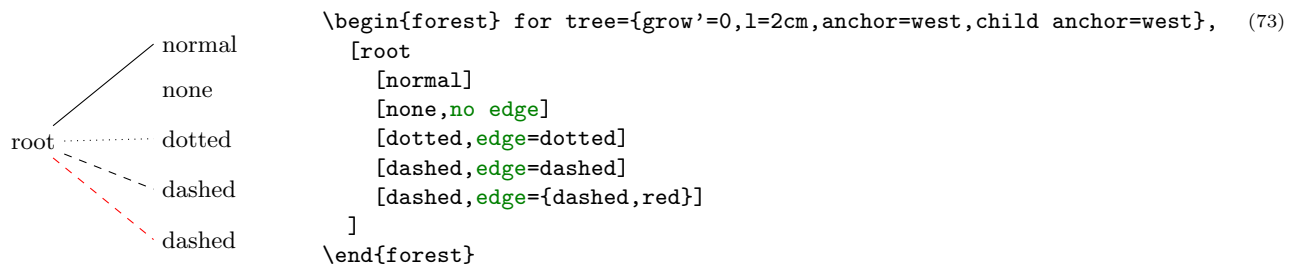 normal
none
root
dotted
dashed
dashed
\begin{forest} for tree={grow’=0,l=2cm,anchor=west,child anchor=west}, (73)
[root
[normal]
[none,no edge]
[dotted,edge=dotted]
[dashed,edge=dashed]
[dashed,edge={dashed,red}]
]
\end{forest}